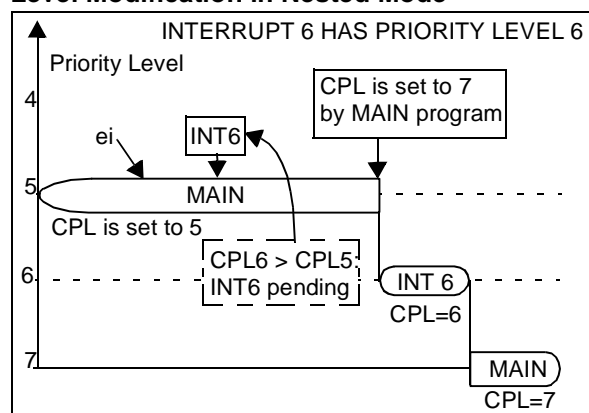 Level Modification in Nested Mode
INTERRUPT 6 HAS PRIORITY LEVEL 6
Priority Level
CPL is set to 7
by MAIN program
4
ei
INT6
5
MAIN
CPL is set to 5
CPL6 > CPL5:
INT6 pending
6
INT 6
CPL=6
7
MAIN
CPL=7